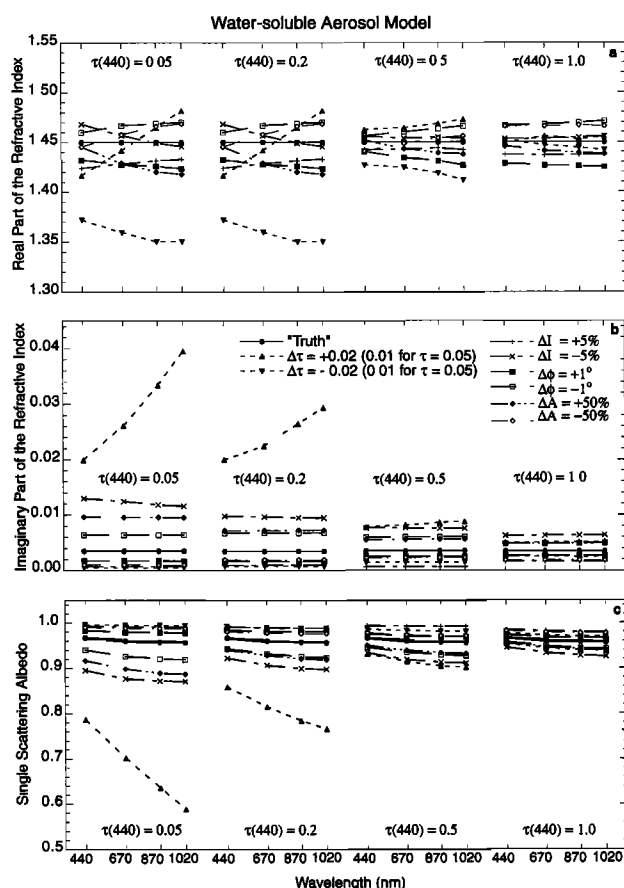 Water-soluble Aerosol Model
a
Real Part of the Refractive Index
1.55
1.50
1.45
1.40
1.35
1.30
τ(440) = 0 05
τ(440) = 0.2
τ(440) = 0 5
τ(440) = 1.0
b
Imaginary Part of the Refractive Index
0.04
0.03
0.02
0.01
0.00
"Truth"
Δτ = +0.02 (0.01 for τ = 0.05)
Δτ = - 0.02 (0 01 for τ = 0.05)
ΔI = +5%
ΔI = -5%
Δϕ = +1°
Δϕ = -1°
ΔA = +50%
ΔA = -50%
τ(440) = 0.05
τ(440) = 0.2
τ(440) = 0.5
τ(440) = 1 0
c
Single Scattering Albedo
1.0
0.9
0.8
0.7
0.6
0.5
τ(440) = 0.05
τ(440) = 0.2
τ(440) = 0.5
τ(440) = 1.0
440 670 870 1020 440 670 870 1020 440 670 870 1020 440 670 870 1020
Wavelength (nm)